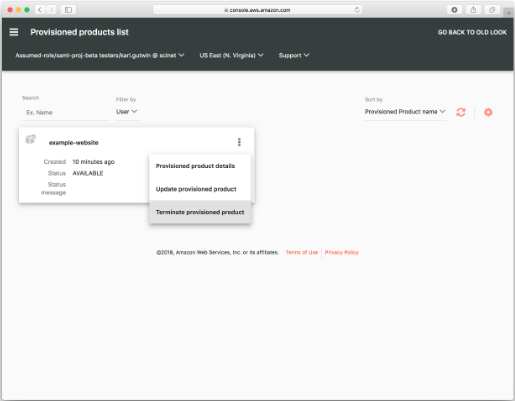 console.aws.amazon.com
Provisioned products list
GO BACK TO OLD LOOK
Assumed-role/saml-proj-beta testers/kari.gutwin @ scinet
US East (N. Virginia)
Support
Search
Filter by
Sort by
Ex. Name
User
Provisioned Product name
example-website
Created 10 minutes ago
Status AVAILABLE
Status
message
Provisioned product details
Update provisioned product
Terminate provisioned product
©2018, Amazon Web Services, Inc. or its affiliates. Terms of Use Privacy Policy